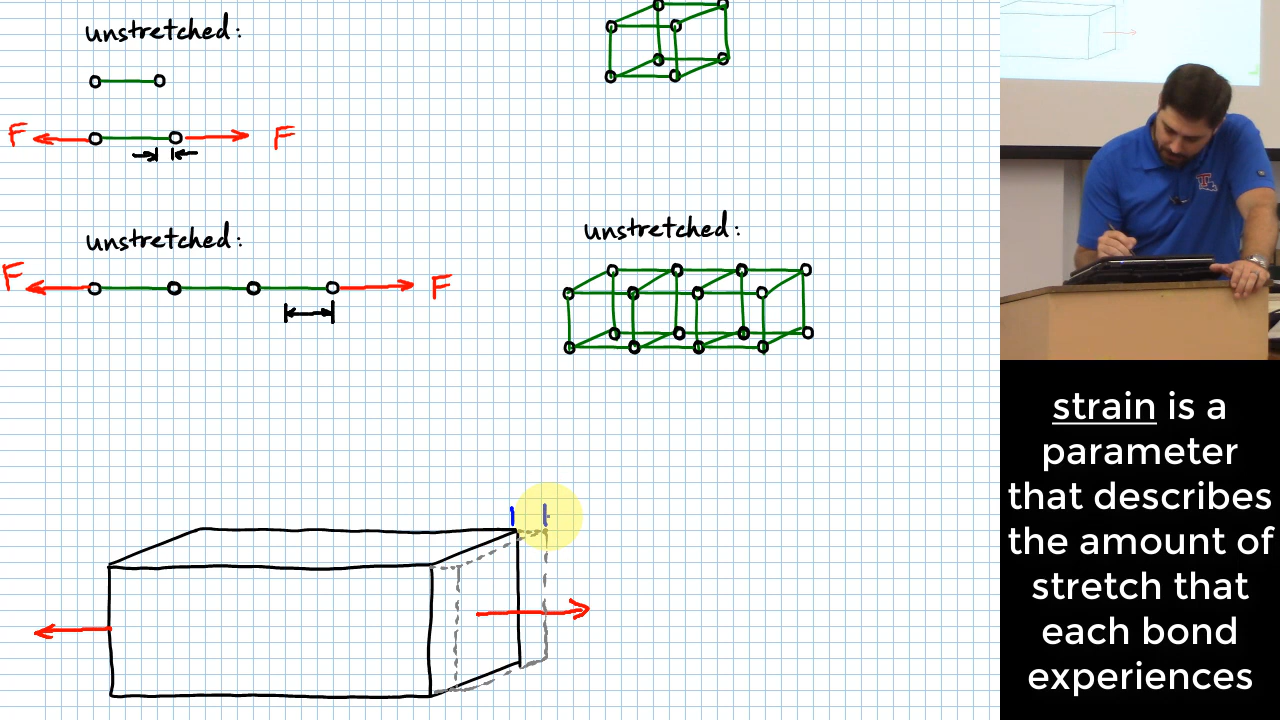 unstretched:
F F
unstretched:
F F
unstretched:
strain is a
parameter
that describes
the amount of
stretch that
each bond
experiences